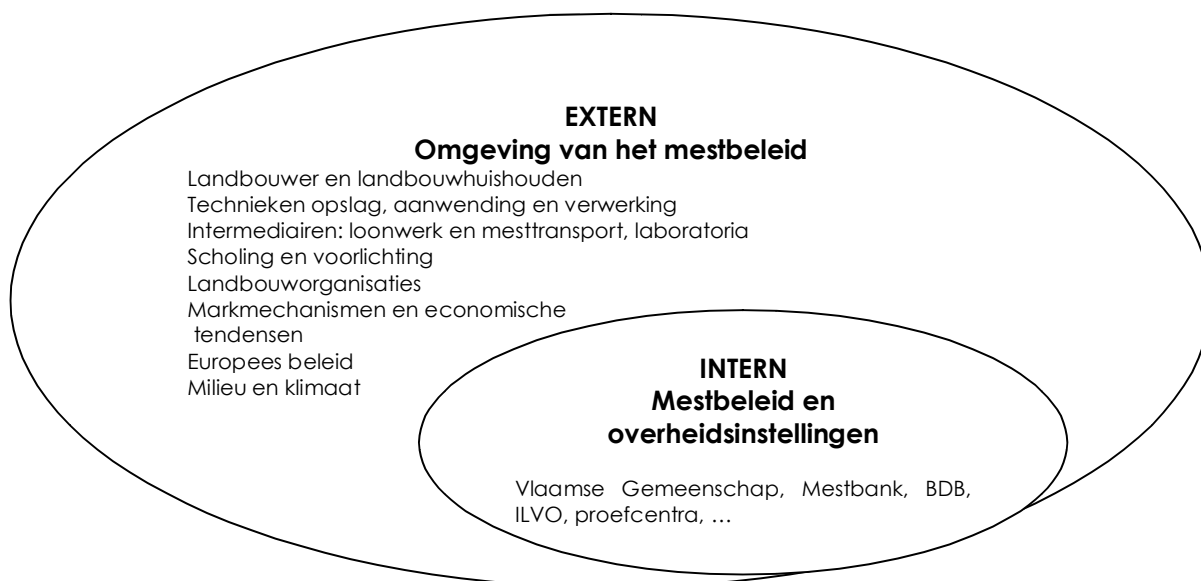 EXTERN
Omgeving van het mestbeleid
Landbouwer en landbouwhuishouden
Technieken opslag, aanwending en verwerking
Intermediairen: loonwerk en mesttransport, laboratoria
Scholing en voorlichting
Landbouworganisaties
Markmechanismen en economische
tendensen
Europees beleid
Milieu en klimaat
INTERN
Mestbeleid en
overheidsinstellingen
Vlaamse Gemeenschap, Mestbank, BDB,
ILVO, proefcentra, …